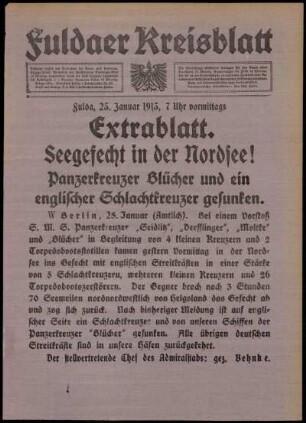 Fuldaer Kreisblatt
Fulda, 25. Januar 1915, 7 Uhr vormittags
Extrablatt.
Seegefecht in der Nordsee!
Panzerkreuzer Blücher und ein
englischer Schlachtkreuzer gesunken.
W Berlin, 25. Januar (Amtlich). Bei einem Vorstoß
S. M. S. Panzerkreuzer „Seidlitz", „Derfflinger", „Moltke"
und „Blücher" in Begleitung von 4 kleinen Kreuzern und 2
Torpedobootsflotillen kamen gestern Vormittag in der Nord
see ins Gefecht mit englischen Streitkräften in einer Stärke
von 5 Schlachtkreuzern, mehreren kleinen Kreuzern und 26
Torpedobootszerstörern. Der Gegner brach nach 3 Stunden
70 Seemeilen nordnordwestlich von Helgoland das Gefecht
ab und zog sich zurück. Nach bisheriger Meldung ist auf englischer
Seite ein Schlachtkreuzer und von unseren Schiffen der
Panzerkreuzer "Blücher" gesunken. Alle übrigen deutschen
Streitkräfte sind in unsere Häfen zurückgekehrt.
Der stellvertretende Chef des Admiralstabs: gez. Behnke.